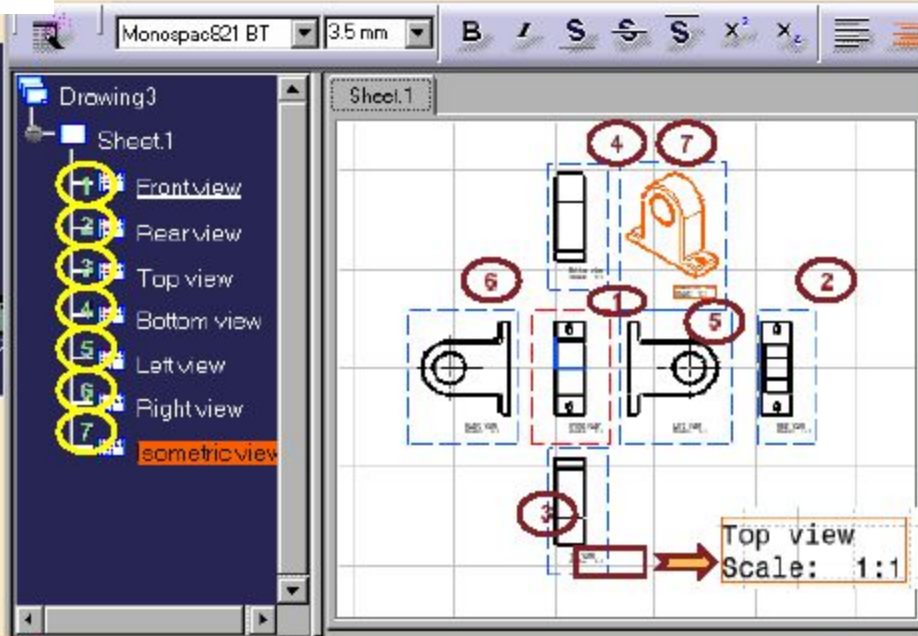 Monospac821 BT 3.5 mm B I S S S X² X₂
Drawing3
Sheet.1
1 Front view
2 Rear view
3 Top view
4 Bottom view
5 Left view
6 Right view
7 Isometric view
Sheet.1
4 7
6 1 5 2
3
Top view
Scale: 1:1